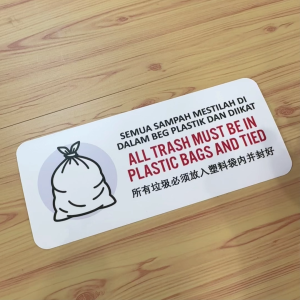 SEMUA SAMPAH MESTILAH DI
DALAM BEG PLASTIK DAN DIIKAT
ALL TRASH MUST BE IN
PLASTIC BAGS AND TIED
所有垃圾必须放入塑料袋内并封好